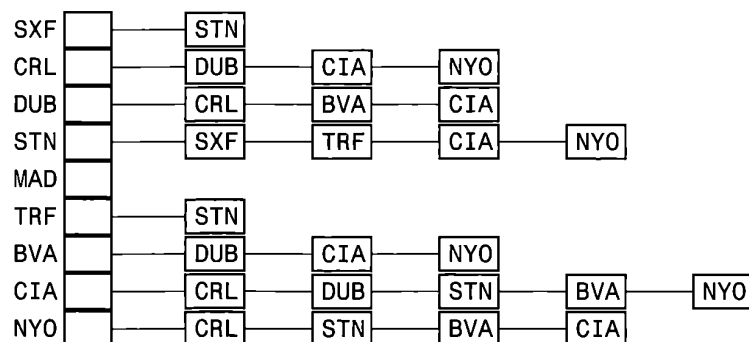 SXF STN
CRL DUB CIA NYO
DUB CRL BVA CIA
STN SXF TRF CIA NYO
MAD
TRF STN
BVA DUB CIA NYO
CIA CRL DUB STN BVA NYO
NYO CRL STN BVA CIA